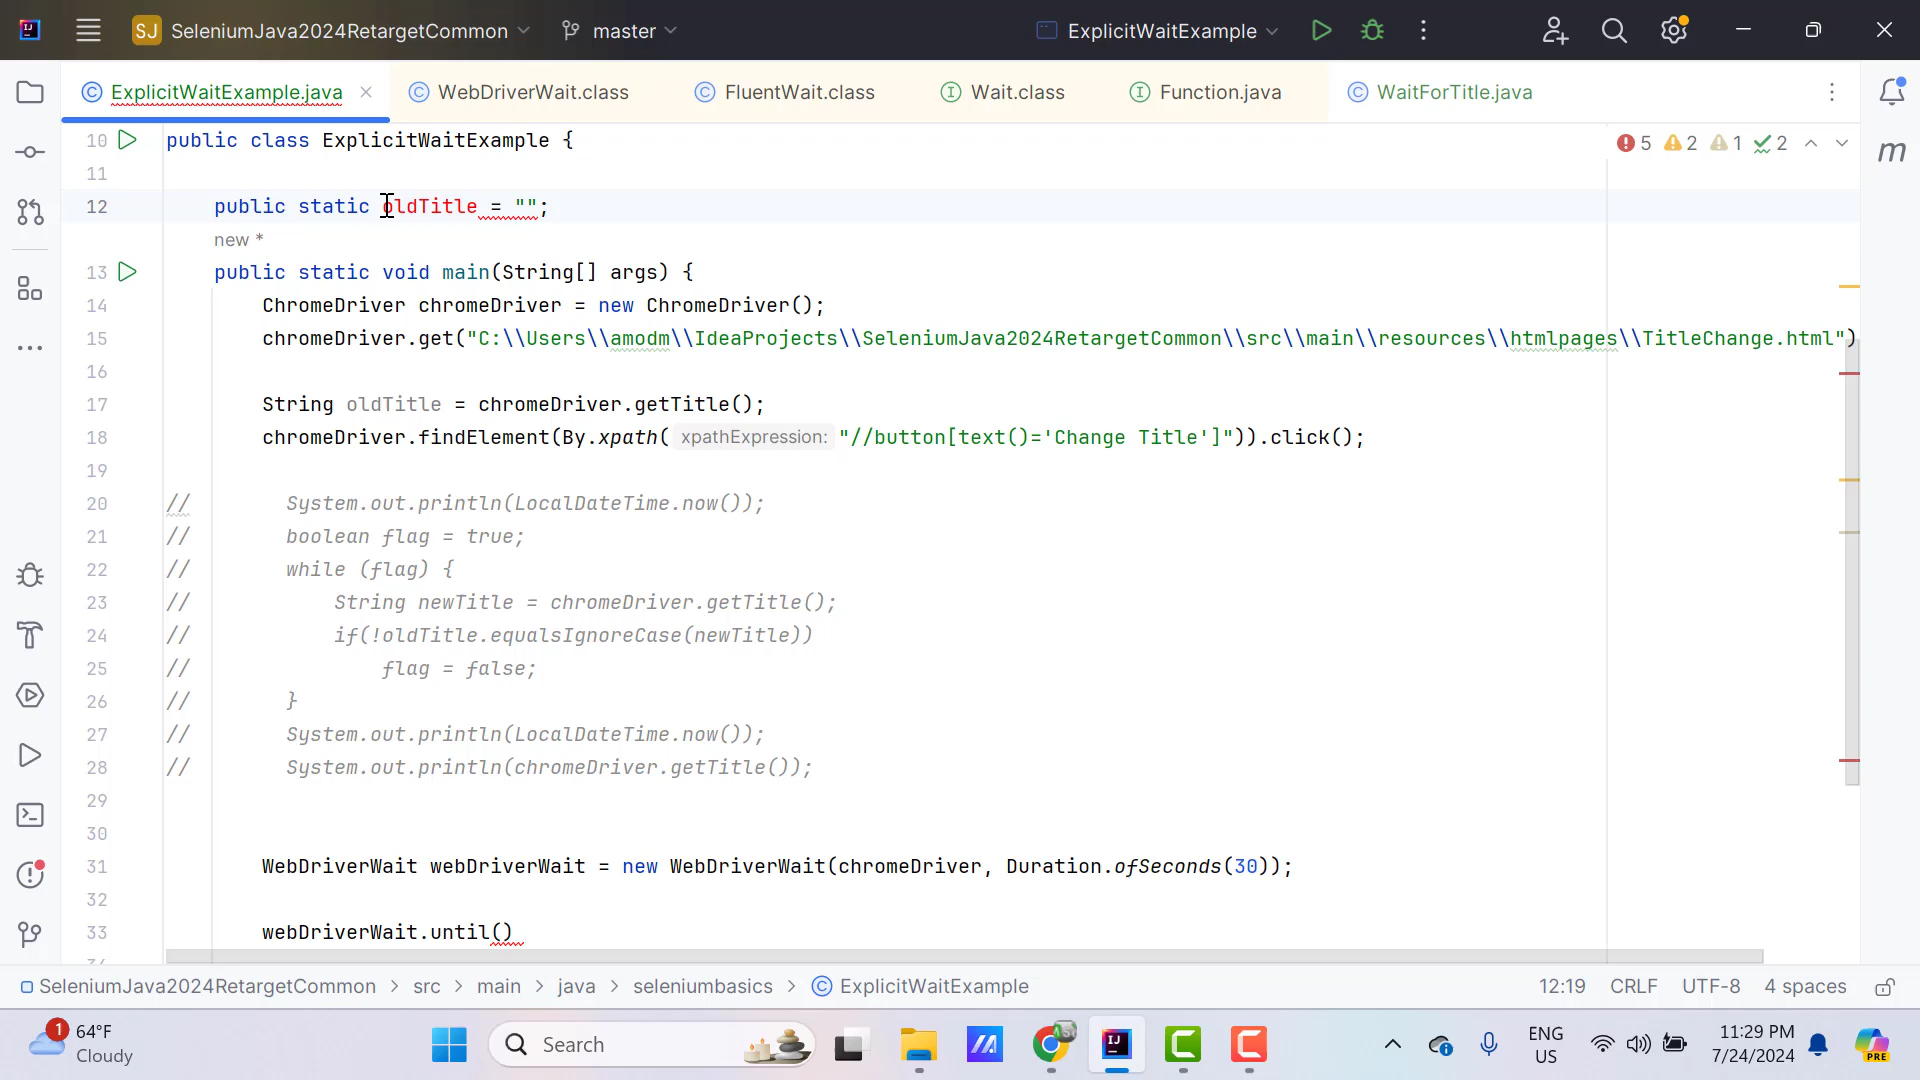 SJ SeleniumJava2024RetargetCommon master ExplicitWaitExample
ExplicitWaitExample.java WebDriverWait.class FluentWait.class Wait.class Function.java WaitForTitle.java
10 public class ExplicitWaitExample { 5 2 1 2
11
12 public static oldTitle = "";
new *
13 public static void main(String[] args) {
14 ChromeDriver chromeDriver = new ChromeDriver();
15 chromeDriver.get("C:\\Users\\amodm\\IdeaProjects\\SeleniumJava2024RetargetCommon\\src\\main\\resources\\htmlpages\\TitleChange.html")
16
17 String oldTitle = chromeDriver.getTitle();
18 chromeDriver.findElement(By.xpath( xpathExpression: "//button[text()='Change Title']")).click();
19
20 // System.out.println(LocalDateTime.now());
21 // boolean flag = true;
22 // while (flag) {
23 // String newTitle = chromeDriver.getTitle();
24 // if(!oldTitle.equalsIgnoreCase(newTitle))
25 // flag = false;
26 // }
27 // System.out.println(LocalDateTime.now());
28 // System.out.println(chromeDriver.getTitle());
29
30
31 WebDriverWait webDriverWait = new WebDriverWait(chromeDriver, Duration.ofSeconds(30));
32
33 webDriverWait.until()
SeleniumJava2024RetargetCommon > src > main > java > seleniumbasics > ExplicitWaitExample 12:19 CRLF UTF-8 4 spaces
1 64°F
Cloudy
Search
ENG
US
11:29 PM
7/24/2024
PRE